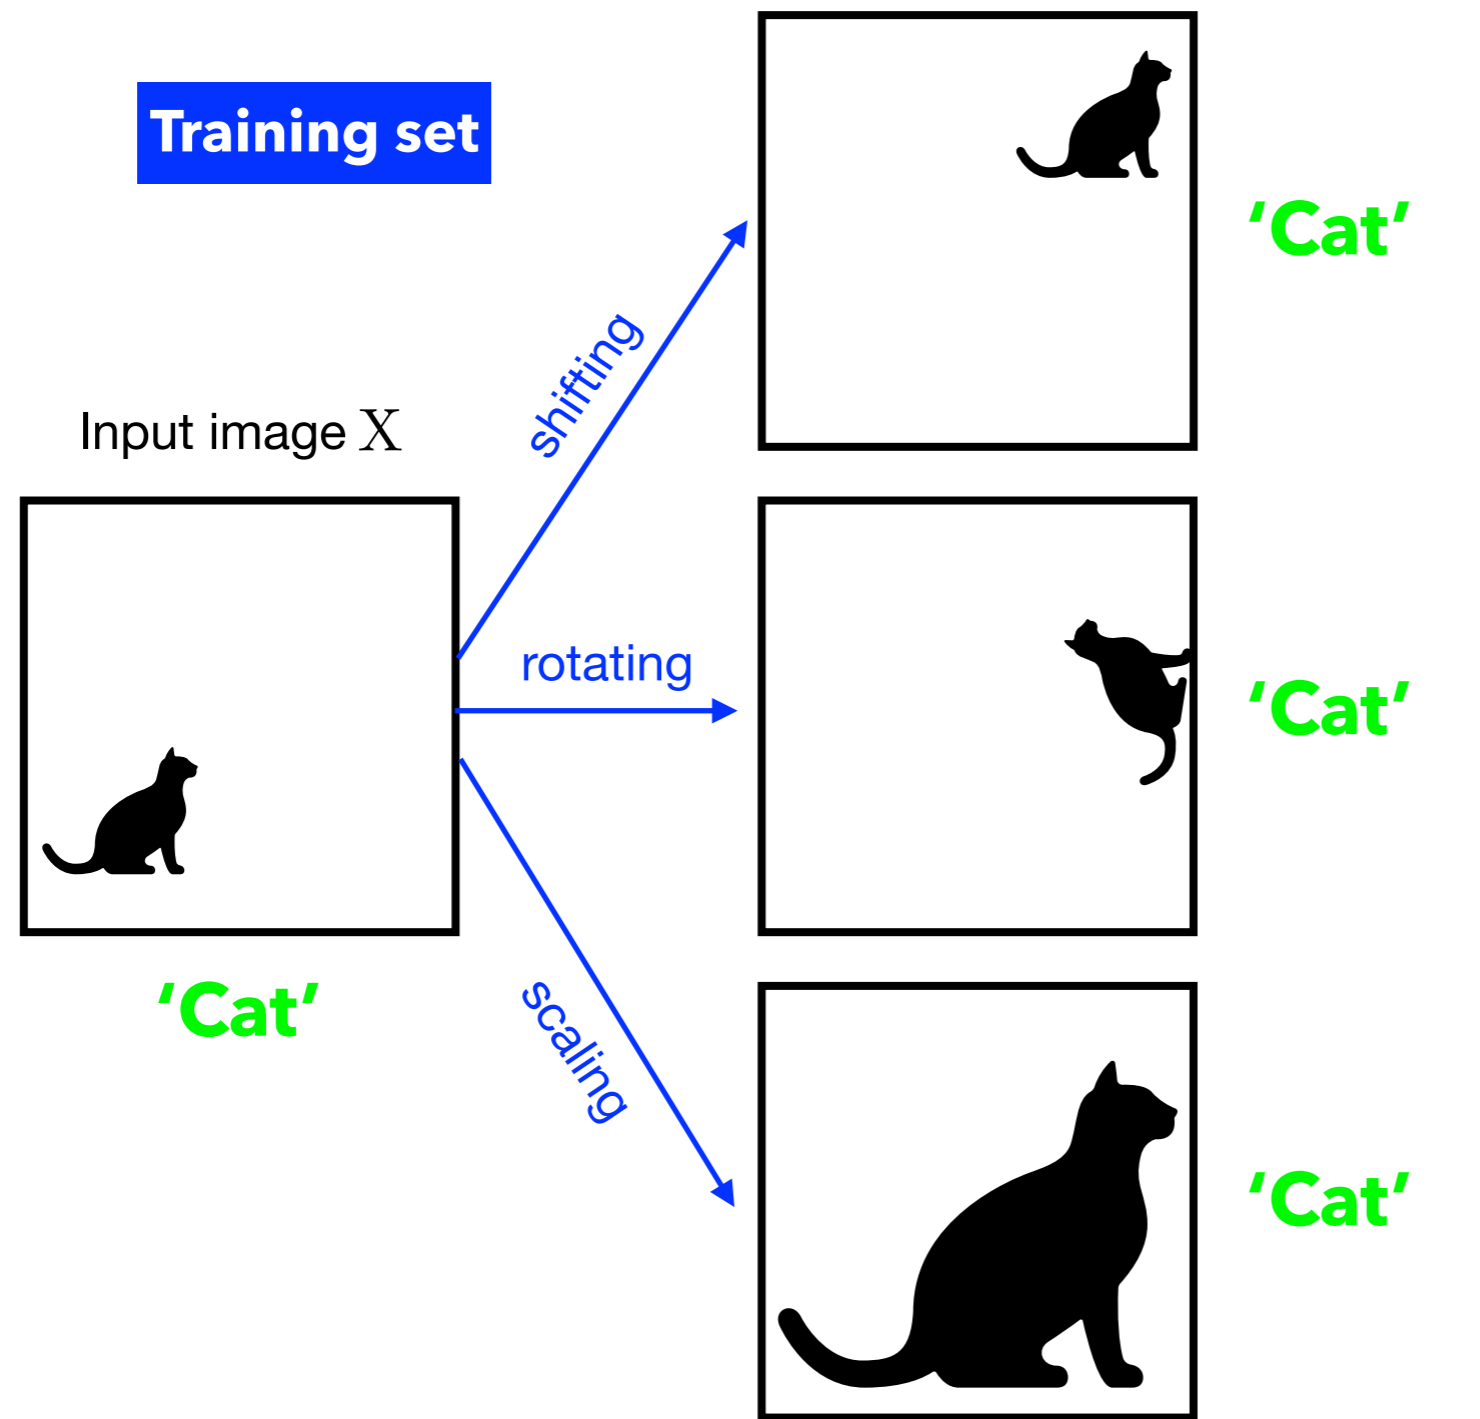 Training set
‘Cat’
shifting
Input image X
rotating
‘Cat’
‘Cat’
scaling
‘Cat’